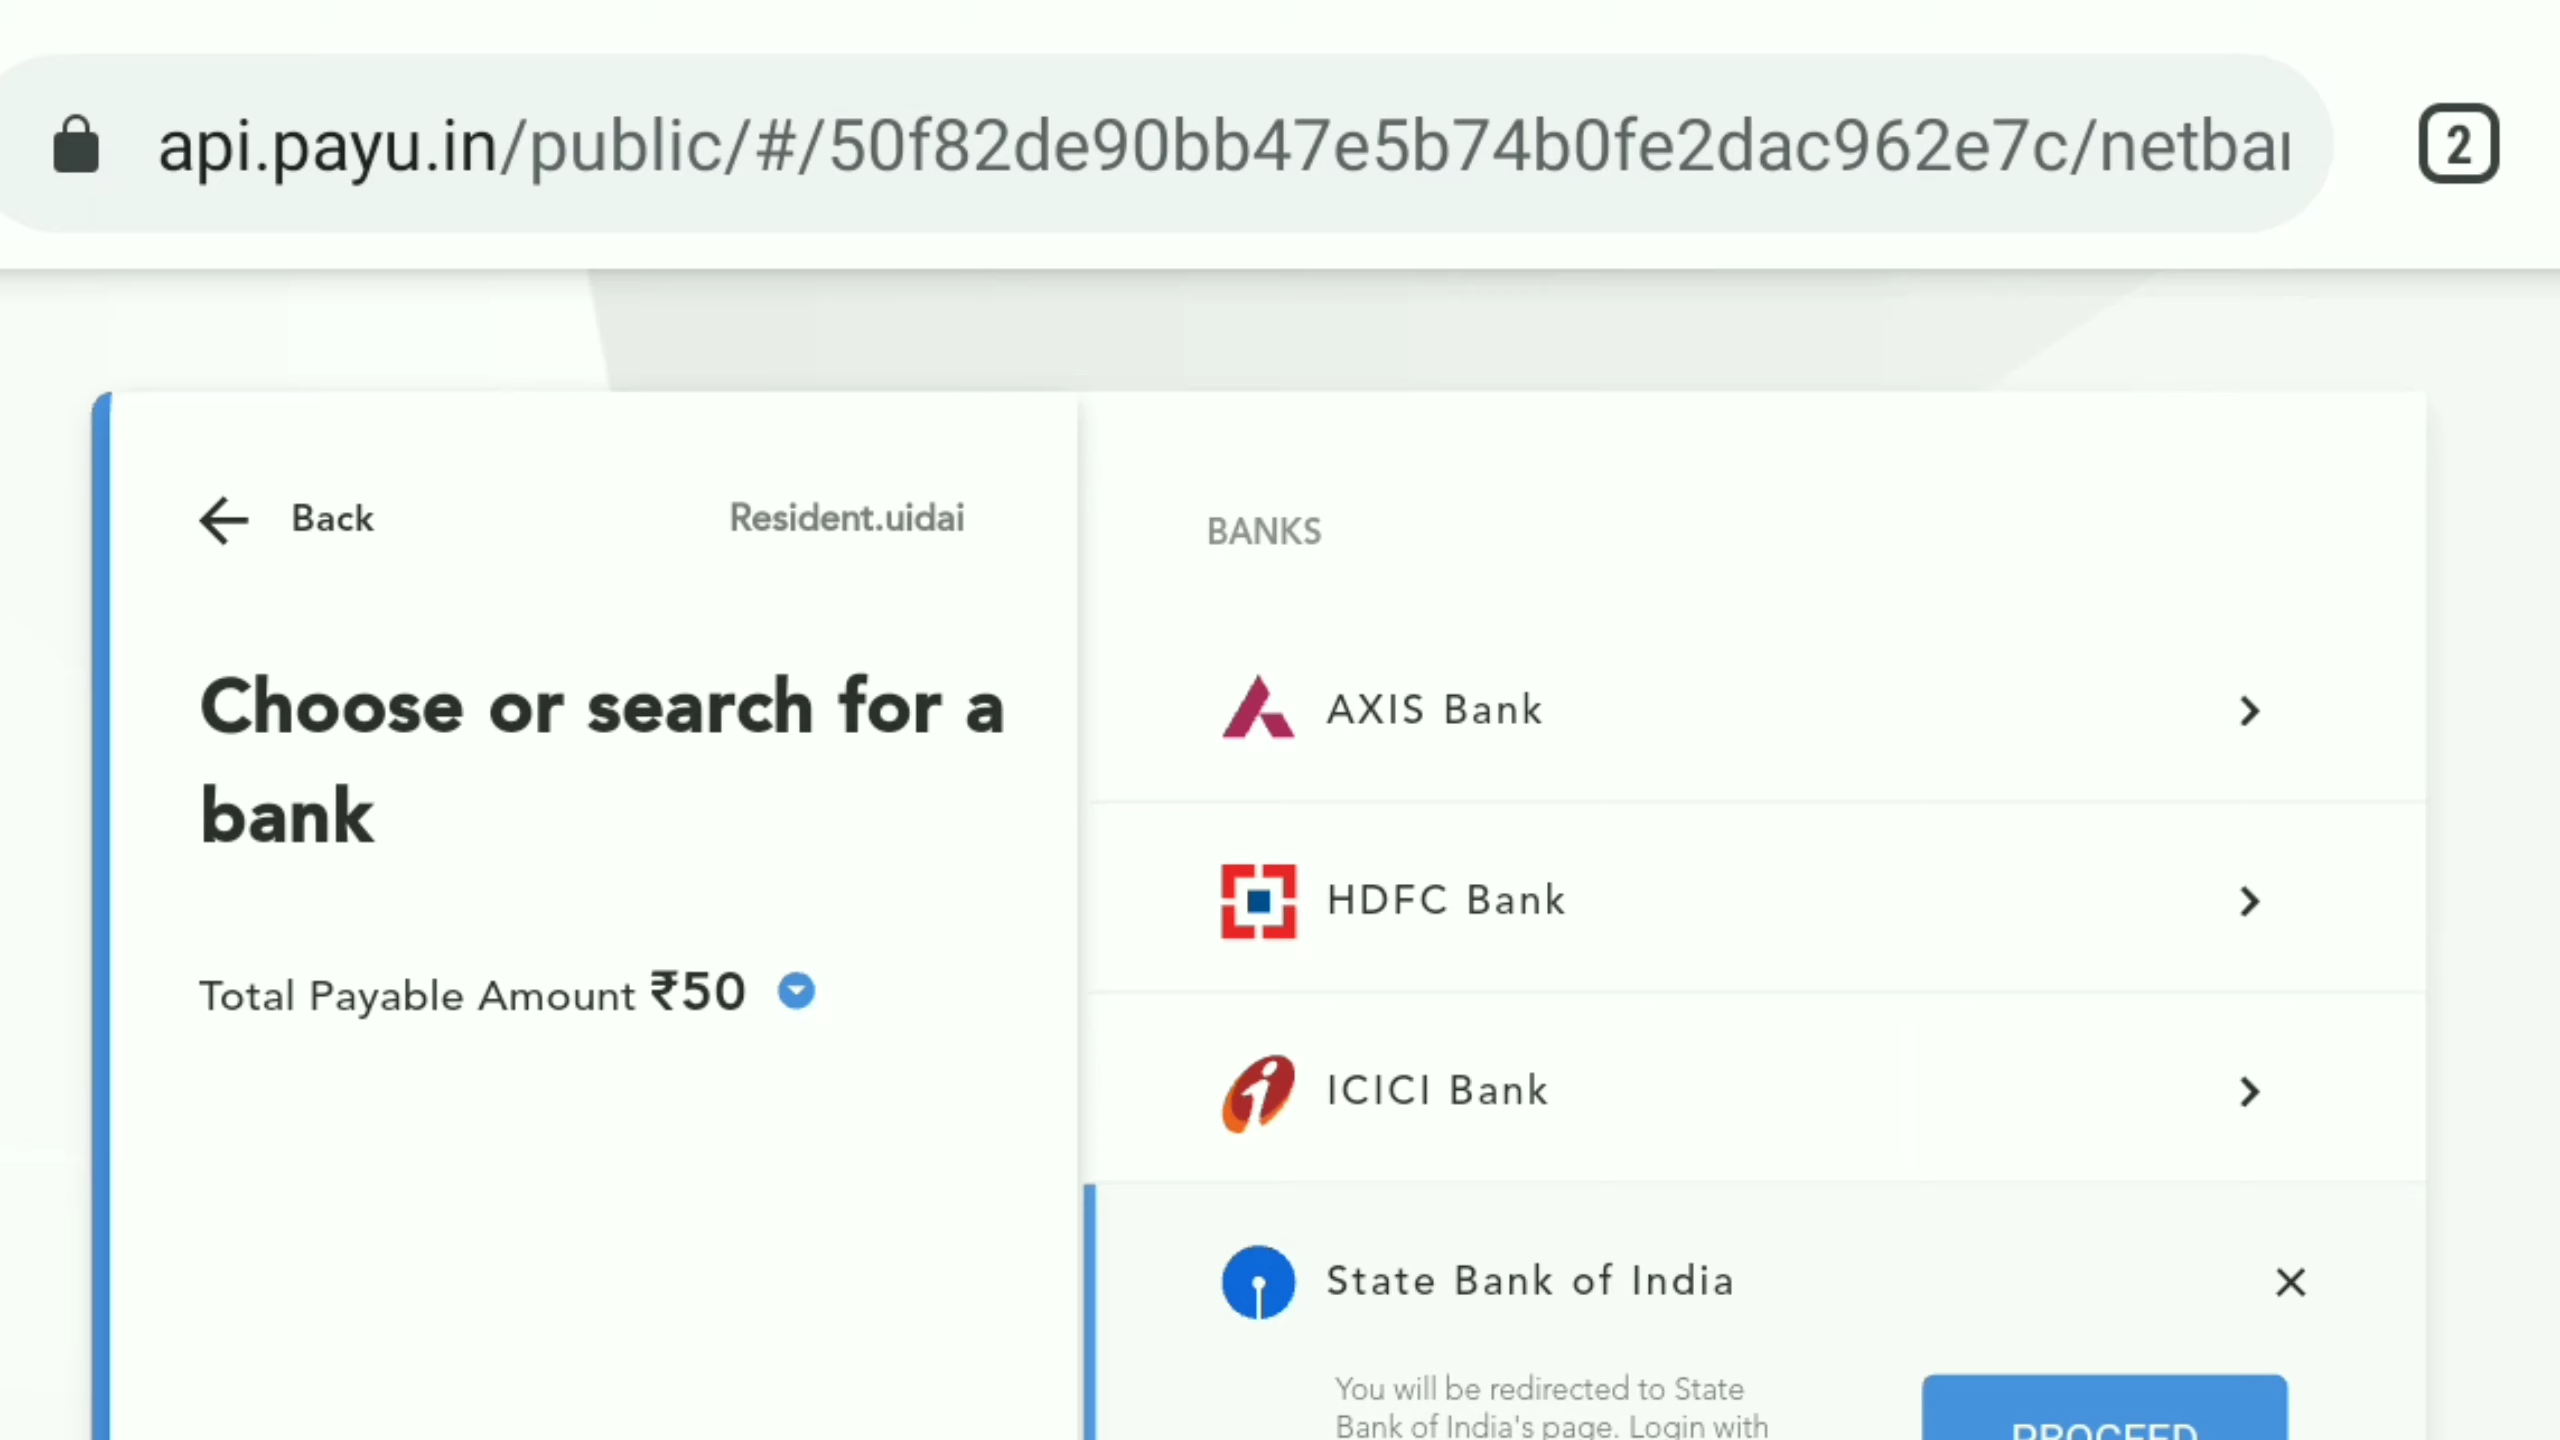 api.payu.in/public/#/50f82de90bb47e5b74b0fe2dac962e7c/netba
2
Back
Resident.uidai
Choose or search for a
bank
Total Payable Amount ₹50
BANKS
AXIS Bank
HDFC Bank
ICICI Bank
State Bank of India
You will be redirected to State
Bank of India's page. Login with
PROCEED